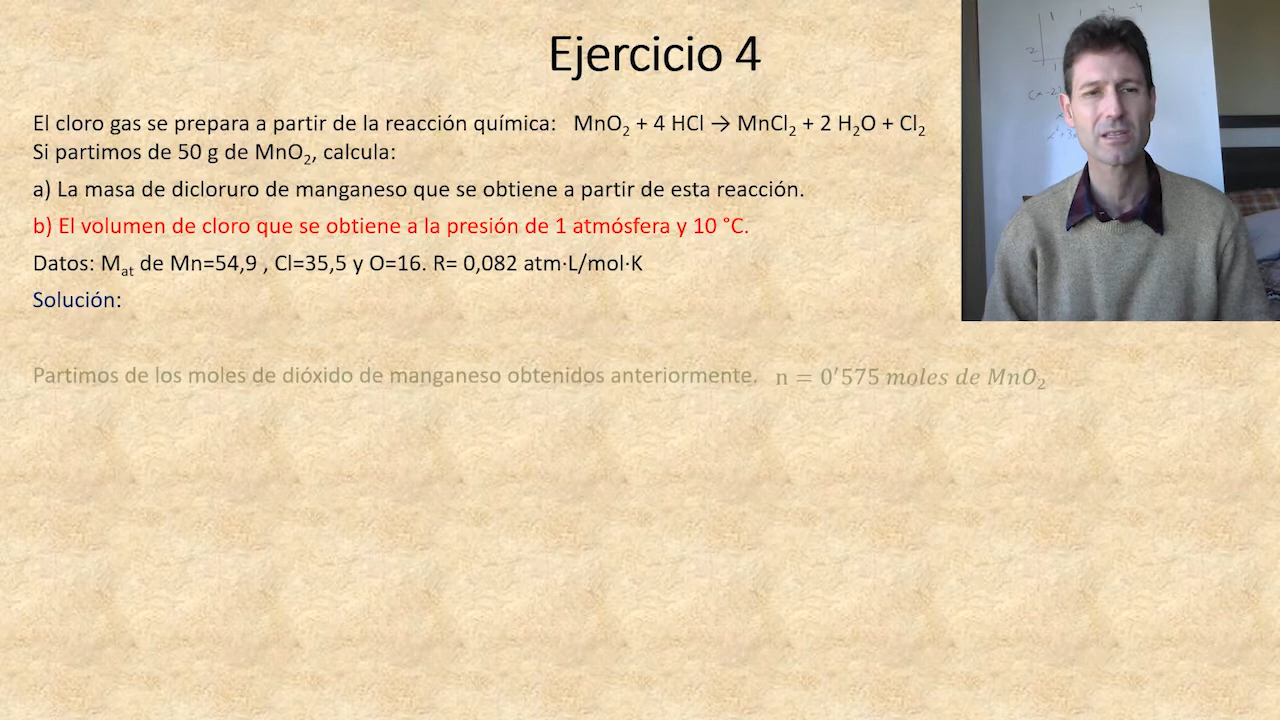 Ejercicio 4
El cloro gas se prepara a partir de la reacción química: MnO₂ + 4 HCl → MnCl₂ + 2 H₂O + Cl₂
Si partimos de 50 g de MnO₂, calcula:
a) La masa de dicloruro de manganeso que se obtiene a partir de esta reacción.
b) El volumen de cloro que se obtiene a la presión de 1 atmósfera y 10 °C.
Datos: Mat de Mn=54,9 , Cl=35,5 y O=16. R= 0,082 atm·L/mol·K
Solución:
Partimos de los moles de dióxido de manganeso obtenidos anteriormente. n = 0'575 moles de MnO₂